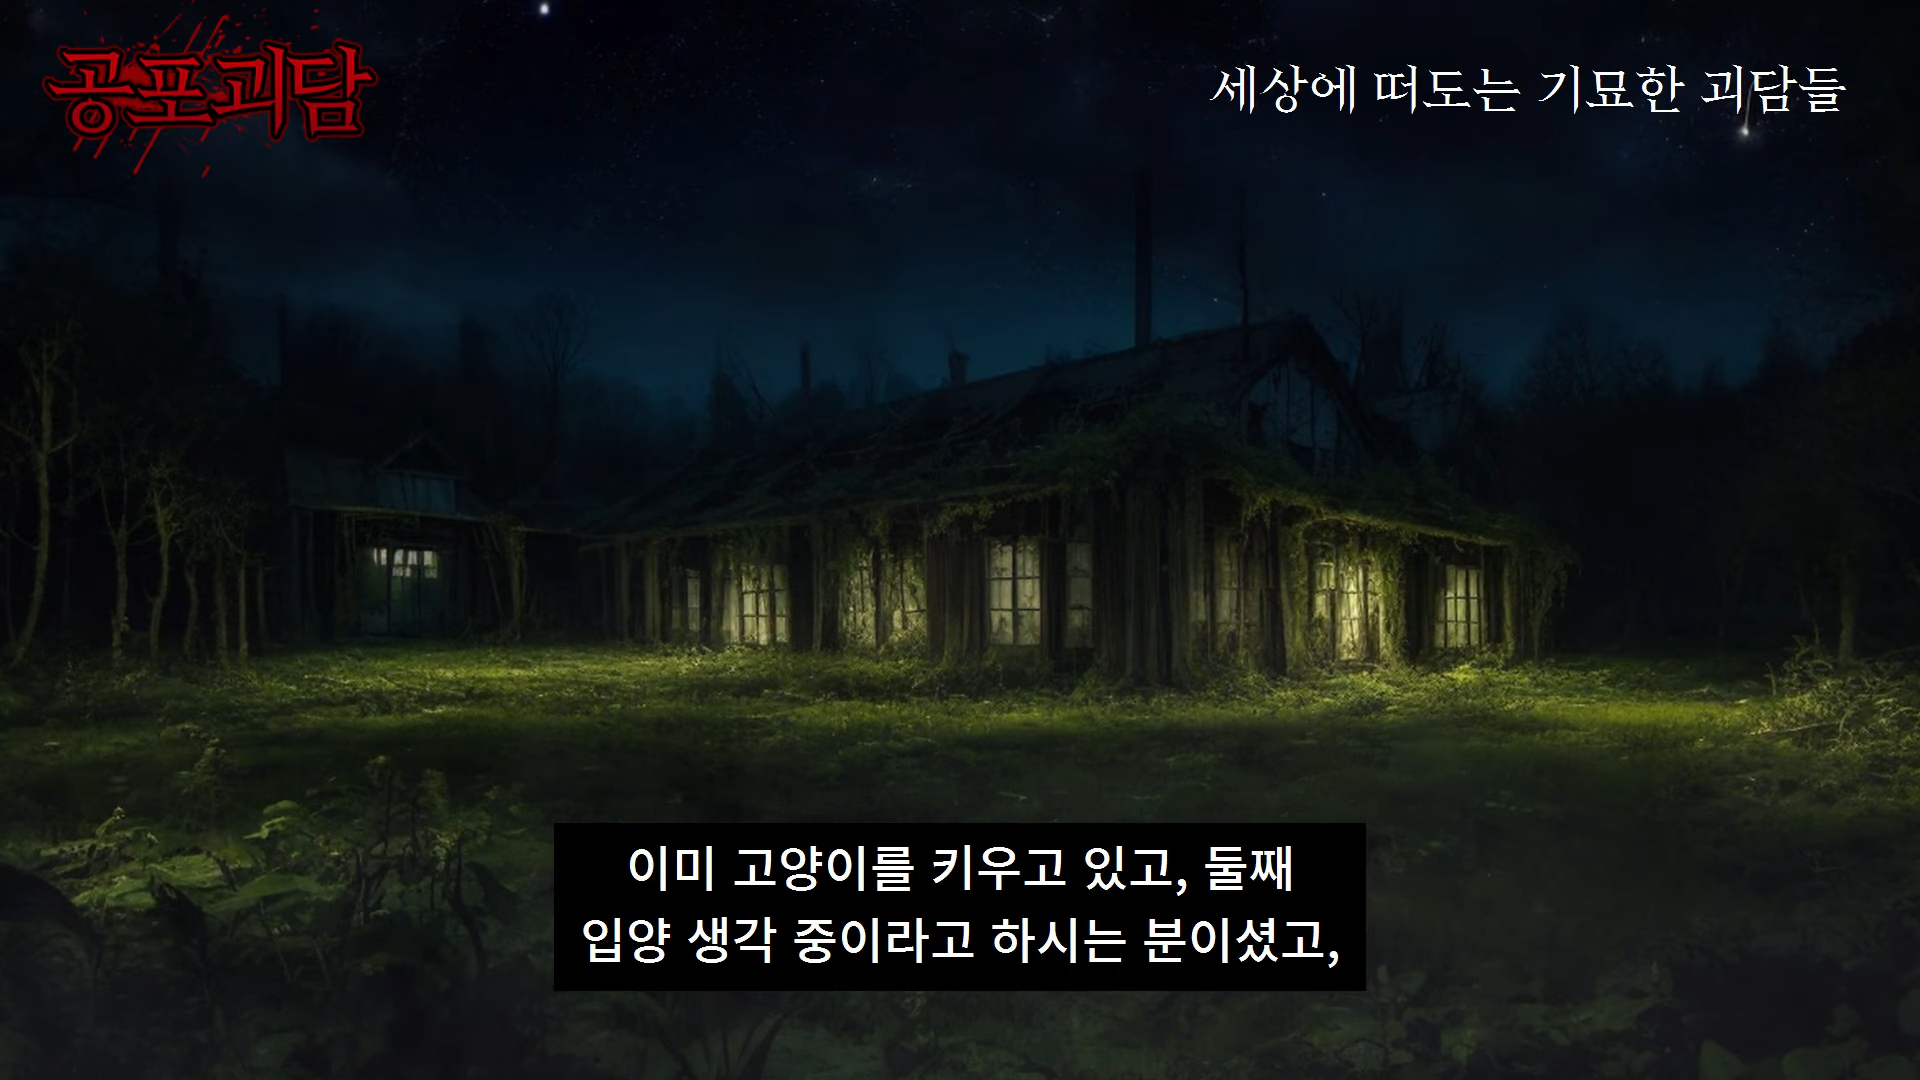 공포괴담
세상에 떠도는 기묘한 괴담들
이미 고양이를 키우고 있고, 둘째
입양 생각 중이라고 하시는 분이셨고,